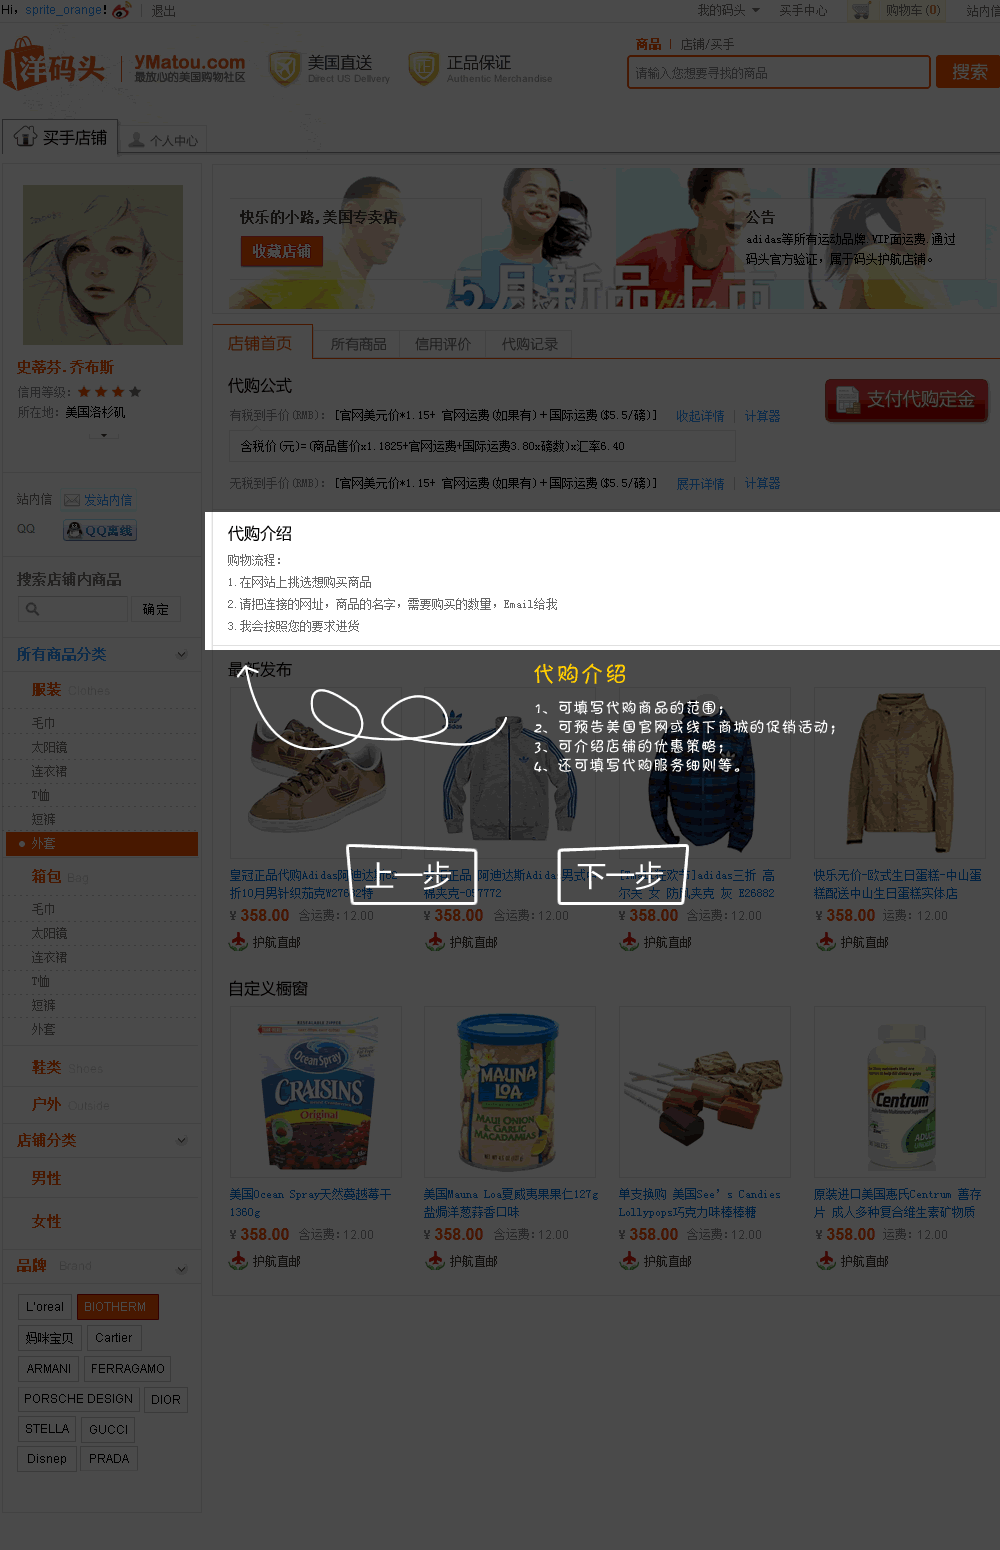 Hi, sprite_orange! 退出 我的码头 买手中心 购物车(0) 站内信
洋码头 YMatou.com 最放心的美国购物社区
美国直送 Direct US Delivery
正品保证 Authentic Merchandise
商品 | 店铺/买手
请输入您想要寻找的商品 搜索
买手店铺 个人中心
快乐的小路,美国专卖店
收藏店铺
公告
adidas等所有运动品牌 VIP面运费,通过
码头官方验证，属于码头护航店铺。
5月新品上市
史蒂芬.乔布斯
信用等级：
所在地：美国洛杉矶
站内信 发站内信
QQ QQ离线
搜索店铺内商品
确定
所有商品分类
服装 Clothes
毛巾
太阳镜
连衣裙
T恤
短裤
外套
箱包 Bag
毛巾
太阳镜
连衣裙
T恤
短裤
外套
鞋类 Shoes
户外 Outside
店铺分类
男性
女性
品牌 Brand
L'oreal BIOTHERM
妈咪宝贝 Cartier
ARMANI FERRAGAMO
PORSCHE DESIGN DIOR
STELLA GUCCI
Disnep PRADA
店铺首页 所有商品 信用评价 代购记录
代购公式
支付代购定金
有税到手价(RMB)：[官网美元价*1.15+ 官网运费(如果有)+国际运费($5.5/磅)] 收起详情 | 计算器
含税价(元)=(商品售价x1.1825+官网运费+国际运费3.80x磅数)x汇率6.40
无税到手价(RMB)：[官网美元价*1.15+ 官网运费(如果有)+国际运费($5.5/磅)] 展开详情 | 计算器
代购介绍
购物流程：
1.在网站上挑选想购买商品
2.请把连接的网址，商品的名字，需要购买的数量，Email给我
3.我会按照您的要求进货
最新发布
代购介绍
1、可填写代购商品的范围；
2、可预告美国官网或线下商城的促销活动；
3、可介绍店铺的优惠策略；
4、还可填写代购服务细则等。
上一步 下一步
皇冠正品代购Adidas阿迪达斯
折10月男针织茄克
正品 阿迪达斯Adidas男式
棉夹克
adidas三折 高
尔夫 女 防风夹克 灰 E26882
快乐无价-欧式生日蛋糕-中山蛋
糕配送中山生日蛋糕实体店
¥ 358.00 含运费：12.00
¥ 358.00 含运费：12.00
¥ 358.00 含运费：12.00
¥ 358.00 运费：12.00
护航直邮 护航直邮 护航直邮 护航直邮
自定义橱窗
Ocean Spray
CRAISINS
Original
MAUNA LOA
MAUI ONION & GARLIC MACADAMIAS
Centrum
ADULTS
美国Ocean Spray天然蔓越莓干
1360g
美国Mauna Loa夏威夷果果仁127g
盐焗洋葱蒜香口味
单支换购 美国See’s Candies
Lollypops巧克力味棒棒糖
原装进口美国惠氏Centrum 善存
片 成人多种复合维生素矿物质
¥ 358.00 含运费：12.00
¥ 358.00 含运费：12.00
¥ 358.00 含运费：12.00
¥ 358.00 运费：12.00
护航直邮 护航直邮 护航直邮 护航直邮